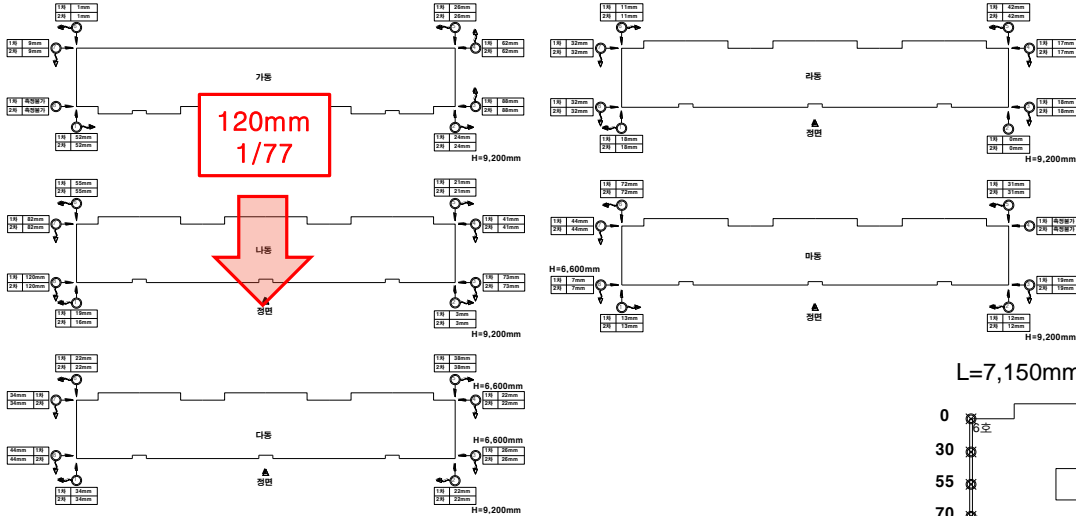 1차 1mm
2차 1mm
1차 26mm
2차 26mm
1차 9mm
2차 9mm
1차 62mm
2차 62mm
가동
1차 측정불가
2차 측정불가
1차 88mm
2차 88mm
1차 52mm
2차 52mm
1차 24mm
2차 24mm
H=9,200mm
120mm
1/77
1차 55mm
2차 55mm
1차 21mm
2차 21mm
1차 82mm
2차 82mm
1차 41mm
2차 41mm
나동
1차 120mm
2차 120mm
1차 73mm
2차 73mm
1차 19mm
2차 16mm
정면
1차 3mm
2차 3mm
H=9,200mm
1차 22mm
2차 22mm
1차 38mm
2차 38mm
H=6,600mm
34mm 1차
34mm 2차
1차 22mm
2차 22mm
다동
H=6,600mm
44mm 1차
44mm 2차
1차 26mm
2차 26mm
1차 34mm
2차 34mm
정면
1차 22mm
2차 22mm
H=9,200mm
1차 11mm
2차 11mm
1차 42mm
2차 42mm
1차 32mm
2차 32mm
1차 17mm
2차 17mm
라동
1차 32mm
2차 32mm
1차 18mm
2차 18mm
1차 18mm
2차 18mm
정면
1차 0mm
2차 0mm
H=9,200mm
1차 72mm
2차 72mm
1차 31mm
2차 31mm
1차 44mm
2차 44mm
1차 측정불가
2차 측정불가
마동
H=6,600mm
1차 7mm
2차 7mm
1차 19mm
2차 19mm
1차 13mm
2차 13mm
정면
1차 12mm
2차 12mm
H=9,200mm
L=7,150mm
0
6호
30
55
70